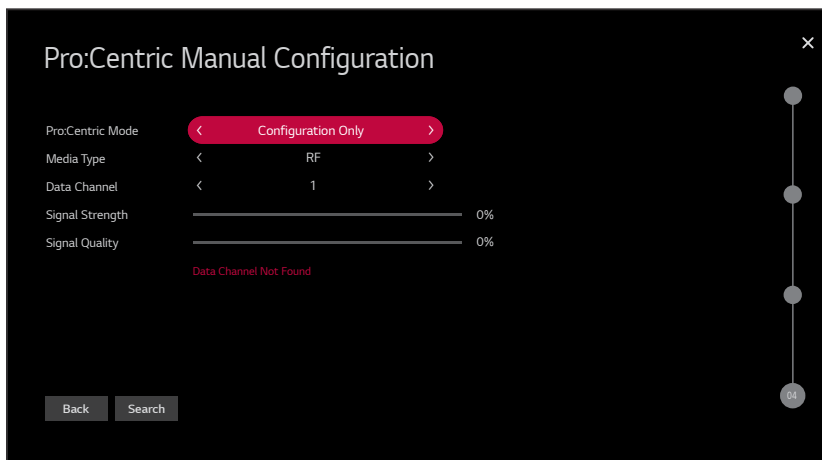 Pro:Centric Manual Configuration
Pro:Centric Mode < Configuration Only >
Media Type < RF >
Data Channel < 1 >
Signal Strength 0%
Signal Quality 0%
Data Channel Not Found
04
Back Search